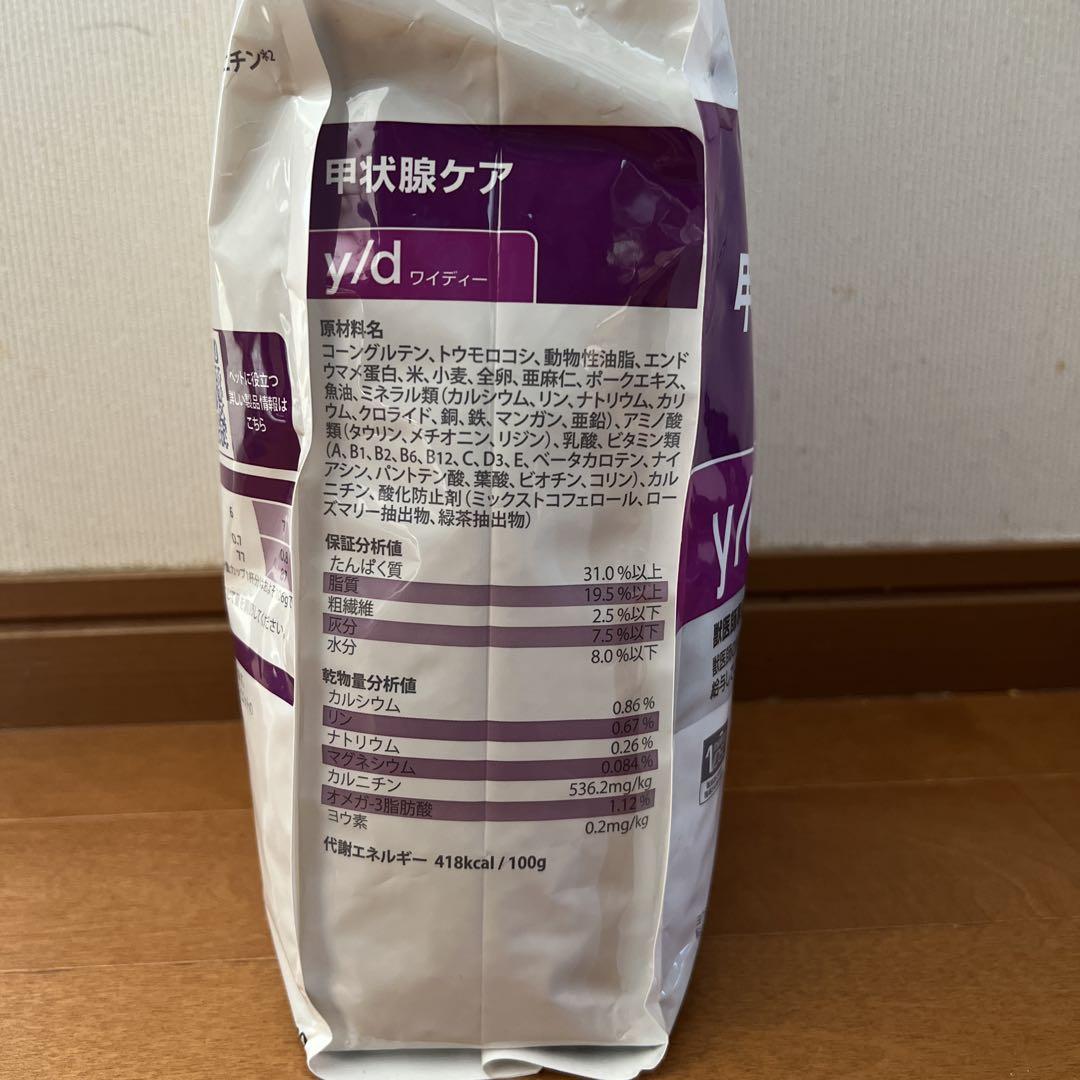 甲状腺ケア
y/d ワイディー
原材料名
コーングルテン、トウモロコシ、動物性油脂、エンド
ウマメ蛋白、米、小麦、全卵、亜麻仁、ポークエキス、
魚油、ミネラル類（カルシウム、リン、ナトリウム、カリ
ウム、クロライド、銅、鉄、マンガン、亜鉛）、アミノ酸
類（タウリン、メチオニン、リジン）、乳酸、ビタミン類
（A、B1、B2、B6、B12、C、D3、E、ベータカロテン、ナイ
アシン、パントテン酸、葉酸、ビオチン、コリン）、カル
ニチン、酸化防止剤（ミックストコフェロール、ロー
ズマリー抽出物、緑茶抽出物）
保証分析値
たんぱく質 31.0％以上
脂質 19.5％以上
粗繊維 2.5％以下
灰分 7.5％以下
水分 8.0％以下
乾物量分析値
カルシウム 0.86％
リン 0.67％
ナトリウム 0.26％
マグネシウム 0.084％
カルニチン 536.2mg/kg
オメガ-3脂肪酸 1.12％
ヨウ素 0.2mg/kg
代謝エネルギー 418kcal / 100g
チン※2
ペットに役立つ
詳しい製品情報は
こちら
y/
獣医師
獣医師
給与し